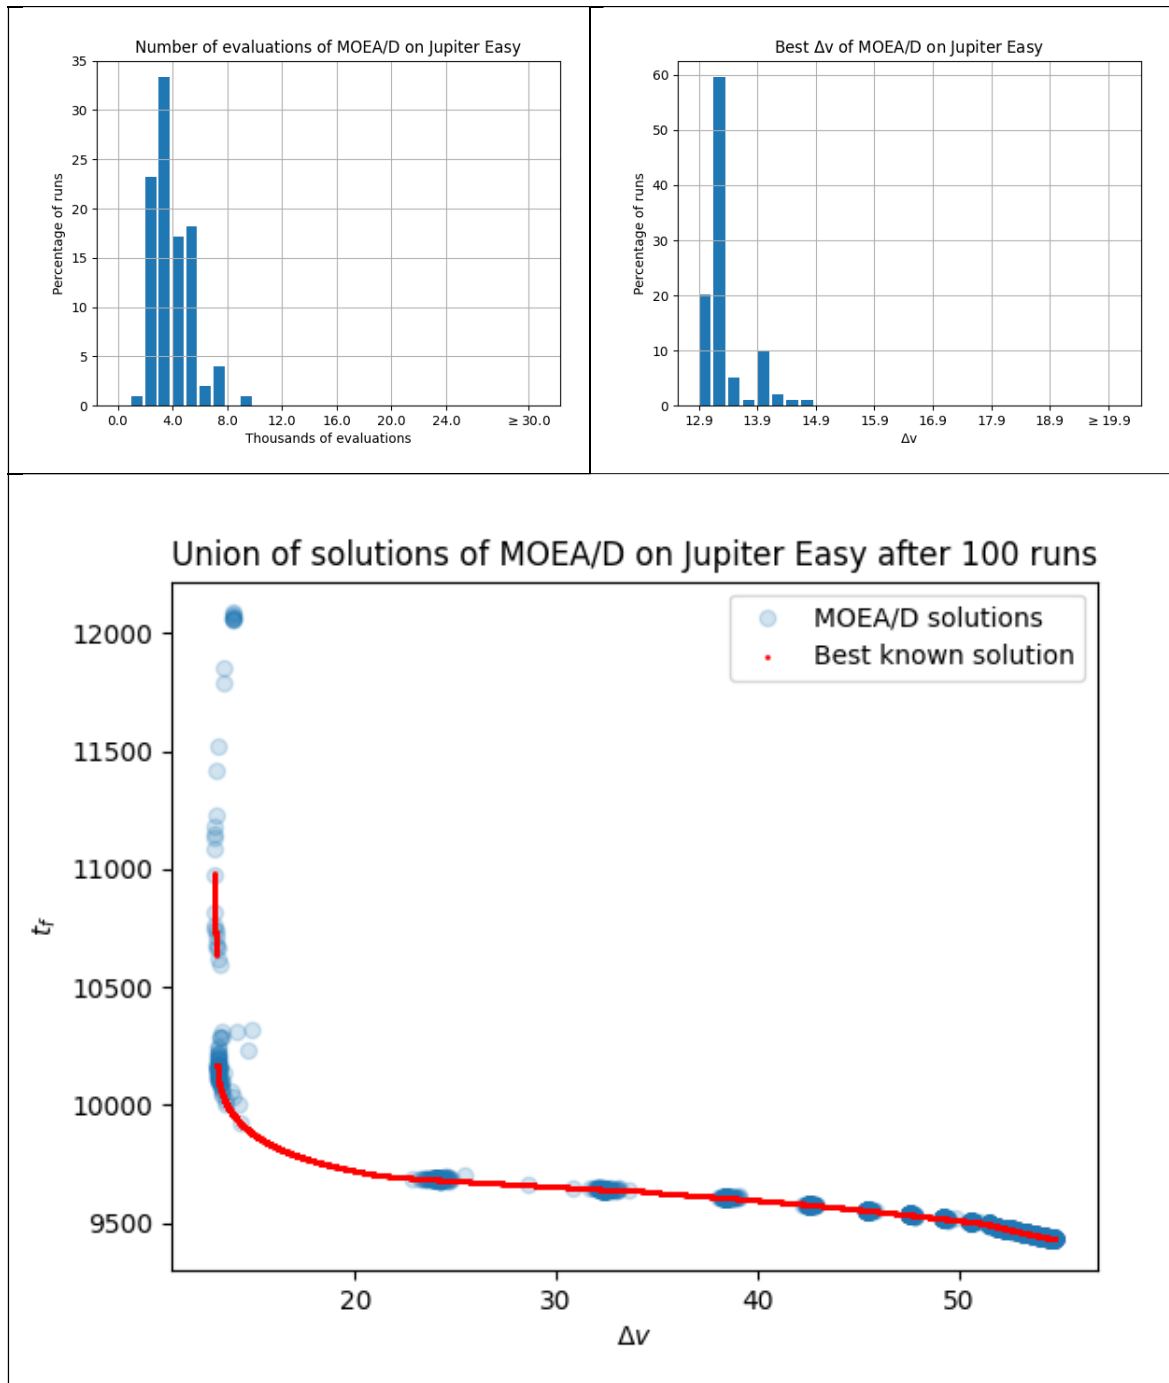 Number of evaluations of MOEA/D on Jupiter Easy
35
30
25
20
15
10
5
0
Percentage of runs
0.0 4.0 8.0 12.0 16.0 20.0 24.0 ≥ 30.0
Thousands of evaluations
Best Δv of MOEA/D on Jupiter Easy
60
50
40
30
20
10
0
Percentage of runs
12.9 13.9 14.9 15.9 16.9 17.9 18.9 ≥ 19.9
Δv
Union of solutions of MOEA/D on Jupiter Easy after 100 runs
MOEA/D solutions
Best known solution
12000
11500
11000
10500
10000
9500
t_f
20 30 40 50
Δv